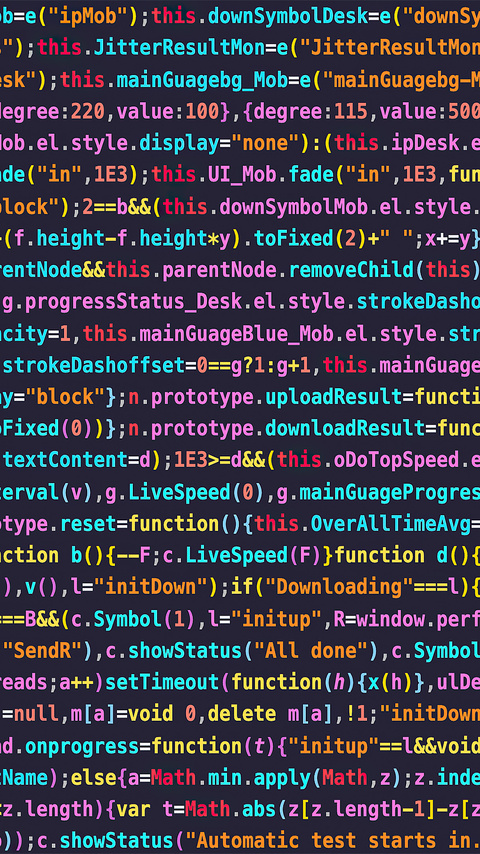 b=e("ipMob");this.downSymbolDesk=e("downSy
");this.JitterResultMon=e("JitterResultMon
esk");this.mainGuagebg_Mob=e("mainGuagebg-M
degree:220,value:100},{degree:115,value:500
Mob.el.style.display="none"):(this.ipDesk.e
ade("in",1E3);this.UI_Mob.fade("in",1E3,fun
block");2==b&&(this.downSymbolMob.el.style.
(f.height-f.height*y).toFixed(2)+" ";x+=y}
rentNode&&this.parentNode.removeChild(this)
g.progressStatus_Desk.el.style.strokeDasho
acity=1,this.mainGuageBlue_Mob.el.style.str
.strokeDashoffset=0==g?1:g+1,this.mainGuage
ay="block"};n.prototype.uploadResult=functi
oFixed(0))};n.prototype.downloadResult=func
.textContent=d);1E3>=d&&(this.oDoTopSpeed.e
terval(v),g.LiveSpeed(0),g.mainGuageProgres
otype.reset=function(){this.OverAllTimeAvg=
nction b(){--F;c.LiveSpeed(F)}function d(){
),v(),l="initDown");if("Downloading"===l){
==B&&(c.Symbol(1),l="initup",R=window.perf
"SendR"),c.showStatus("All done"),c.Symbol
reads;a++)setTimeout(function(h){x(h)},ulDe
=null,m[a]=void 0,delete m[a],!1;"initDown
ad.onprogress=function(t){"initup"==l&&void
tName);else{a=Math.min.apply(Math,z);z.inde
z.length){var t=Math.abs(z[z.length-1]-z[z
));c.showStatus("Automatic test starts in.